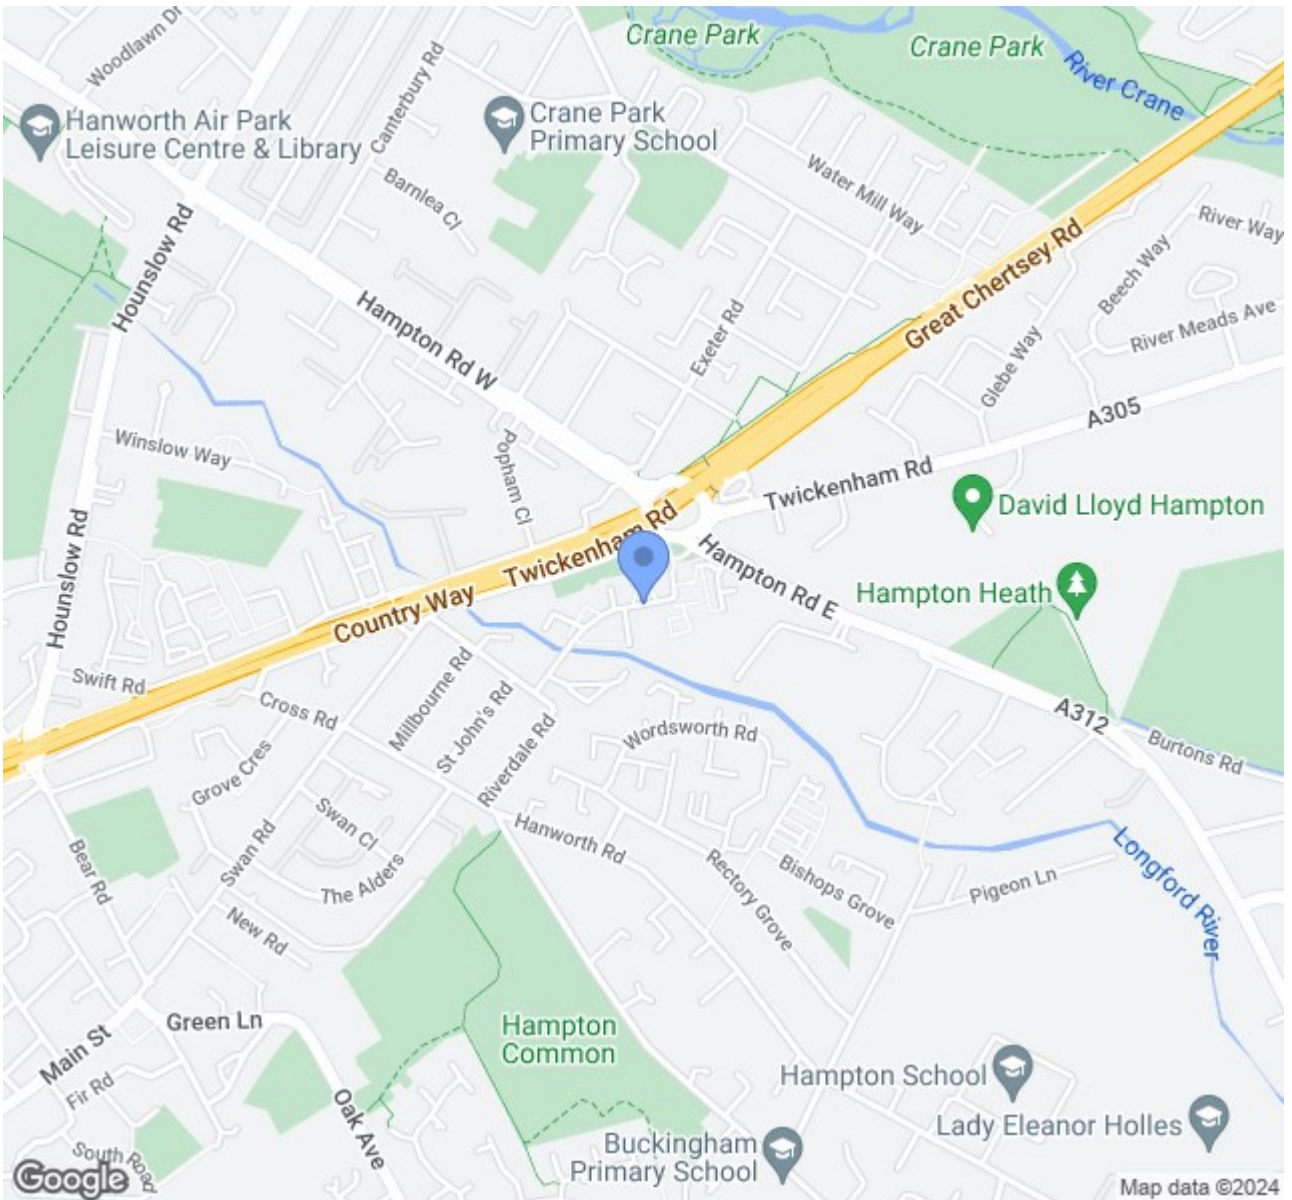 Woodlawn Dr
Canterbury Rd
Crane Park
Crane Park
River Crane
Hanworth Air Park
Leisure Centre & Library
Crane Park
Primary School
Barnlea Cl
Water Mill Way
River Way
Hounslow Rd
Great Chertsey Rd
Beech Way
River Meads Ave
Hampton Rd W
Exeter Rd
Glebe Way
A305
Winslow Way
Popham Cl
Twickenham Rd
David Lloyd Hampton
Hounslow Rd
Twickenham Rd
Hampton Rd E
Hampton Heath
Country Way
Swift Rd
Cross Rd
Millbourne Rd
St John's Rd
Riverdale Rd
Wordsworth Rd
A312
Burtons Rd
Grove Cres
Swan Cl
Swan Rd
Bear Rd
The Alders
Hanworth Rd
Rectory Grove
Bishops Grove
Pigeon Ln
Longford River
New Rd
Green Ln
Main St
Fir Rd
Oak Ave
South Road
Hampton
Common
Hampton School
Lady Eleanor Holles
Buckingham
Primary School
Google
Map data ©2024